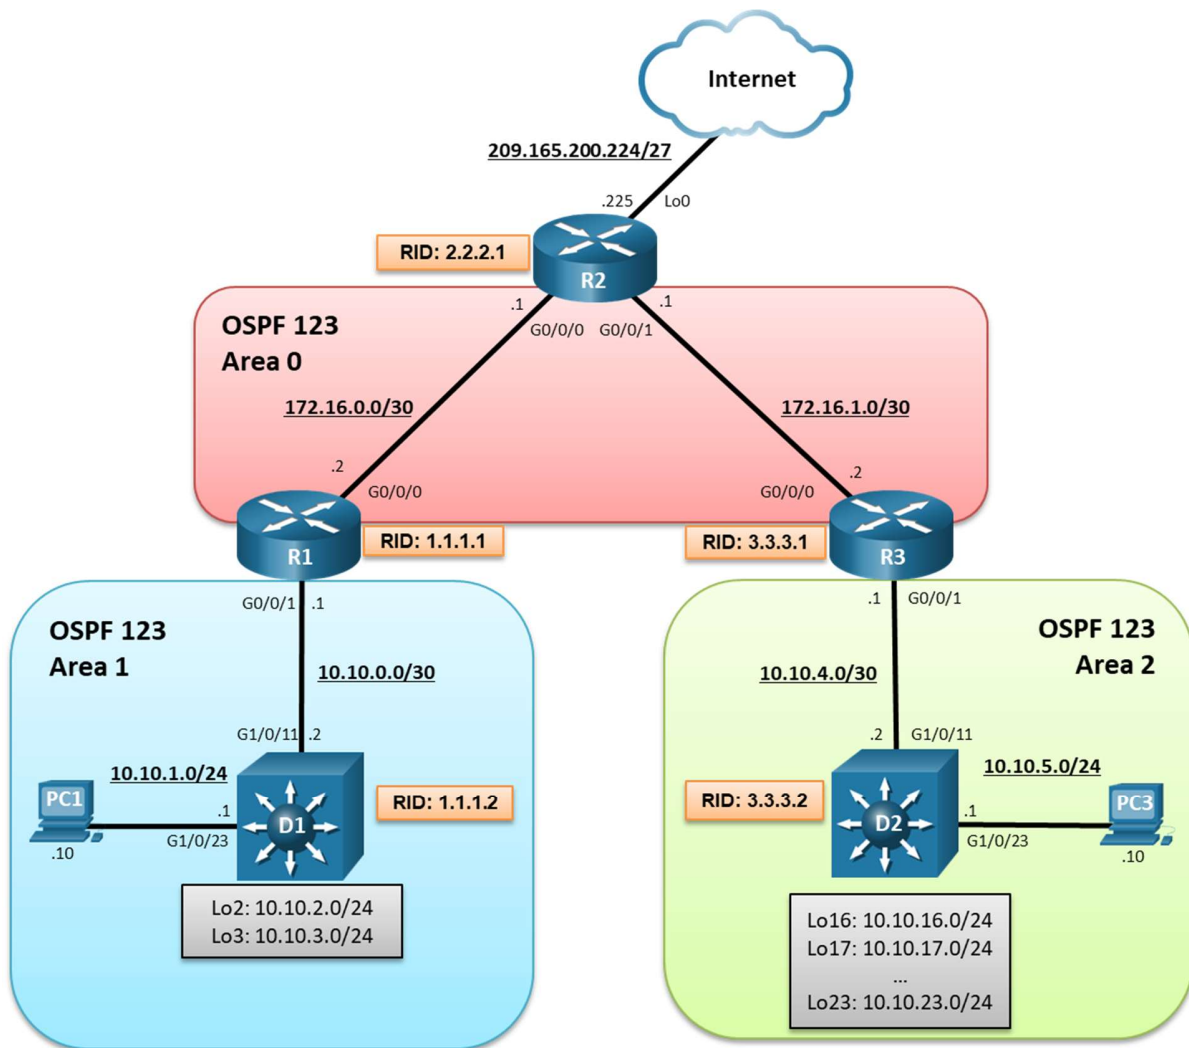 Internet
209.165.200.224/27
.225 Lo0
RID: 2.2.2.1
R2
.1 .1
G0/0/0 G0/0/1
OSPF 123
Area 0
172.16.0.0/30 172.16.1.0/30
.2 .2
G0/0/0 G0/0/0
R1 RID: 1.1.1.1 RID: 3.3.3.1 R3
G0/0/1 .1
OSPF 123
Area 1
10.10.0.0/30
G1/0/11 .2
10.10.1.0/24
PC1
.1
D1
RID: 1.1.1.2
G1/0/23
.10
Lo2: 10.10.2.0/24
Lo3: 10.10.3.0/24
.1 G0/0/1
OSPF 123
Area 2
10.10.4.0/30
.2 G1/0/11
10.10.5.0/24
RID: 3.3.3.2
D2
.1
PC3
G1/0/23
.10
Lo16: 10.10.16.0/24
Lo17: 10.10.17.0/24
...
Lo23: 10.10.23.0/24